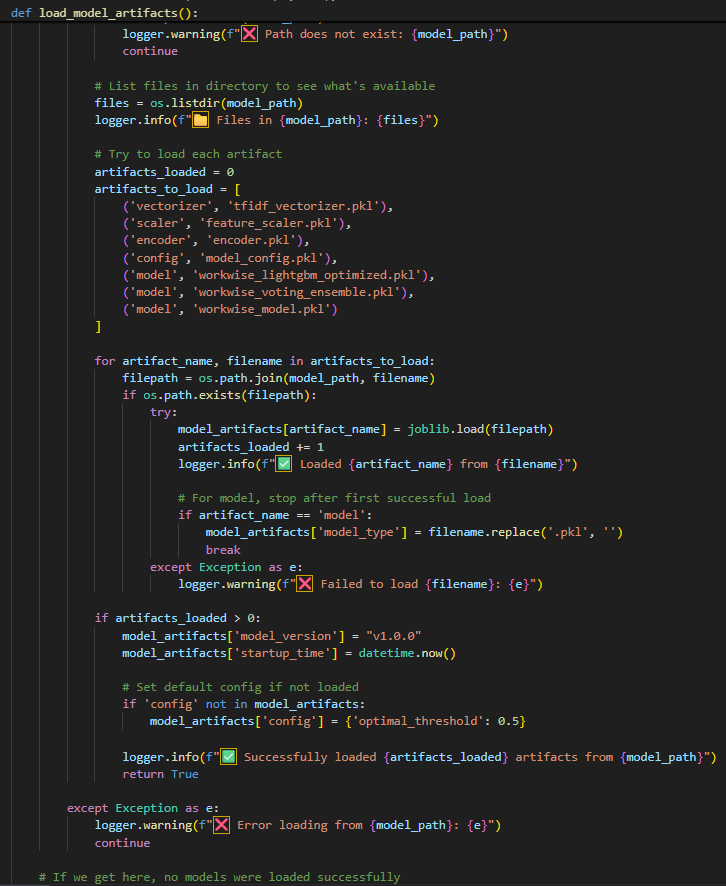 def load_model_artifacts():
            logger.warning(f"❌ Path does not exist: {model_path}")
            continue

        # List files in directory to see what's available
        files = os.listdir(model_path)
        logger.info(f"📁 Files in {model_path}: {files}")

        # Try to load each artifact
        artifacts_loaded = 0
        artifacts_to_load = [
            ('vectorizer', 'tfidf_vectorizer.pkl'),
            ('scaler', 'feature_scaler.pkl'),
            ('encoder', 'encoder.pkl'),
            ('config', 'model_config.pkl'),
            ('model', 'workwise_lightgbm_optimized.pkl'),
            ('model', 'workwise_voting_ensemble.pkl'),
            ('model', 'workwise_model.pkl')
        ]

        for artifact_name, filename in artifacts_to_load:
            filepath = os.path.join(model_path, filename)
            if os.path.exists(filepath):
                try:
                    model_artifacts[artifact_name] = joblib.load(filepath)
                    artifacts_loaded += 1
                    logger.info(f"✅ Loaded {artifact_name} from {filename}")

                    # For model, stop after first successful load
                    if artifact_name == 'model':
                        model_artifacts['model_type'] = filename.replace('.pkl', '')
                        break
                except Exception as e:
                    logger.warning(f"❌ Failed to load {filename}: {e}")

        if artifacts_loaded > 0:
            model_artifacts['model_version'] = "v1.0.0"
            model_artifacts['startup_time'] = datetime.now()

            # Set default config if not loaded
            if 'config' not in model_artifacts:
                model_artifacts['config'] = {'optimal_threshold': 0.5}

            logger.info(f"✅ Successfully loaded {artifacts_loaded} artifacts from {model_path}")
            return True

    except Exception as e:
        logger.warning(f"❌ Error loading from {model_path}: {e}")
        continue

# If we get here, no models were loaded successfully